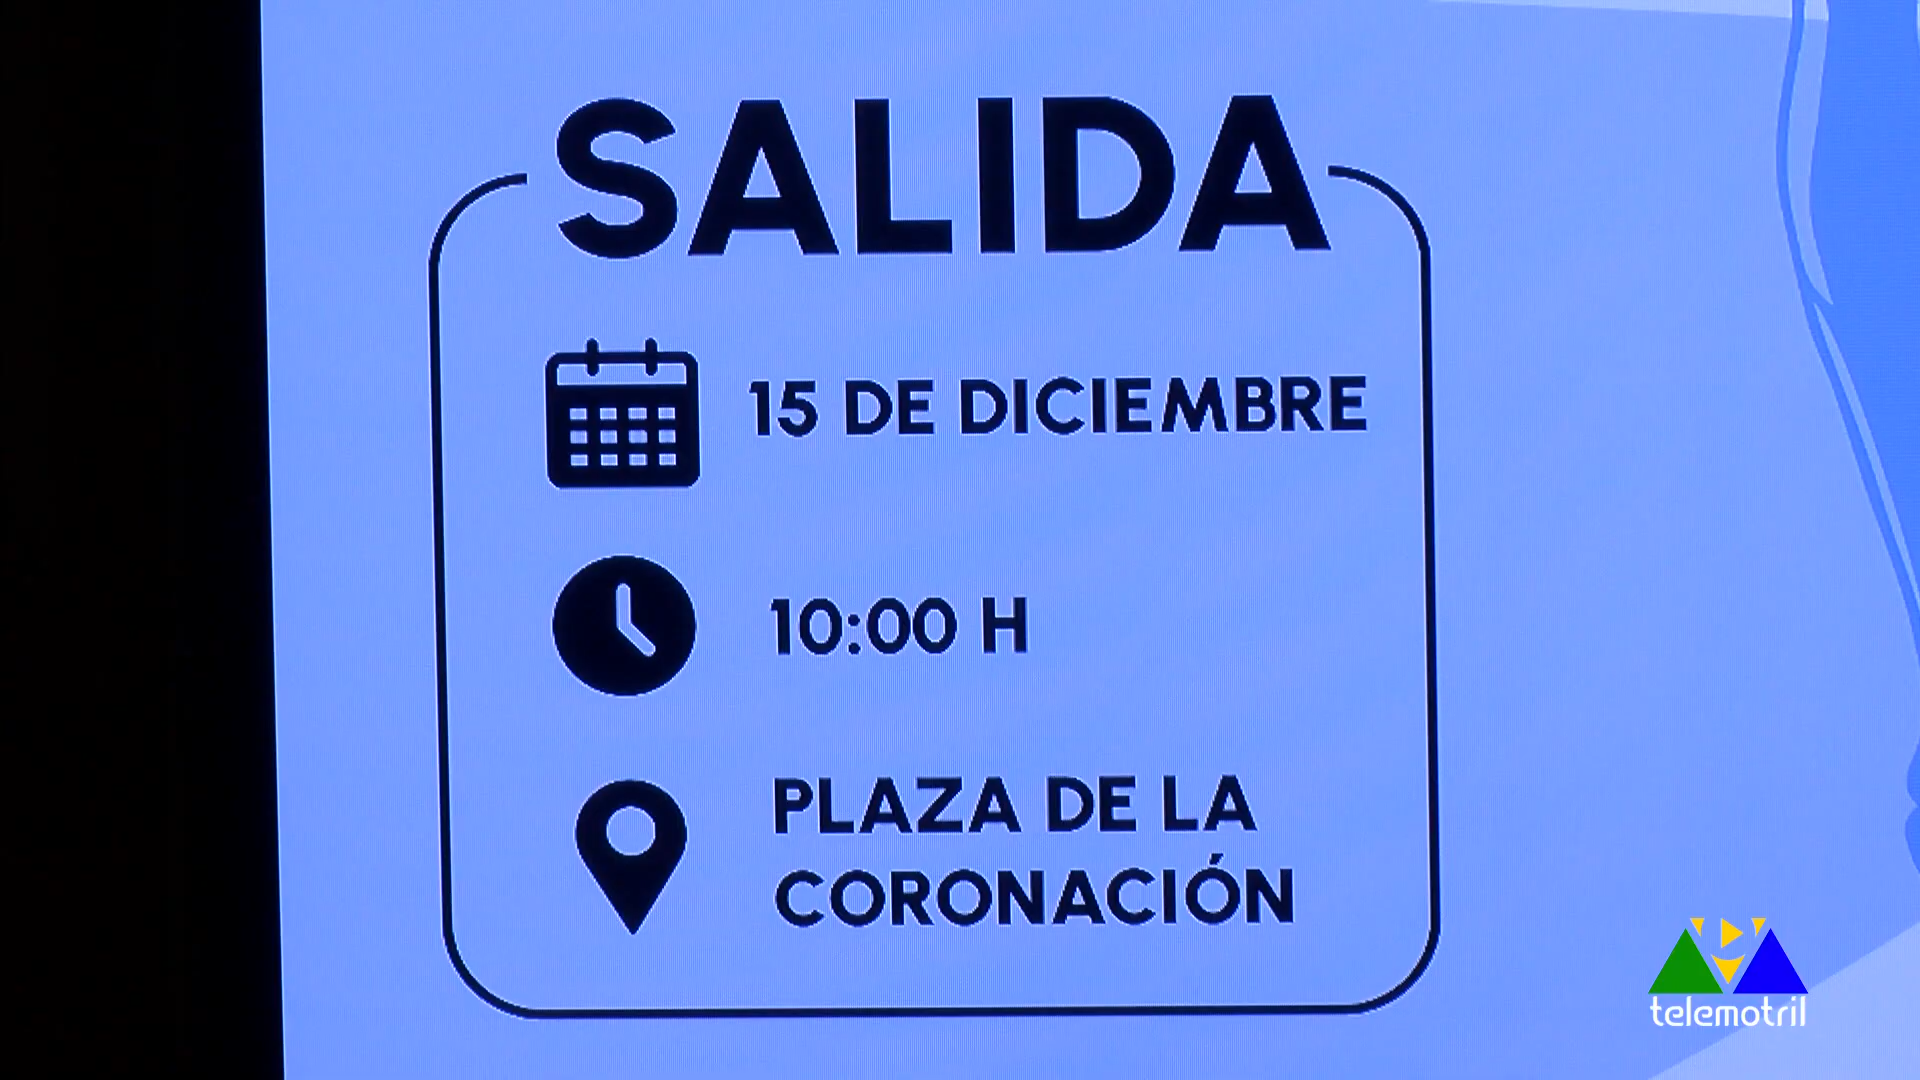 SALIDA
15 DE DICIEMBRE
10:00 H
PLAZA DE LA
CORONACIÓN
telemotril